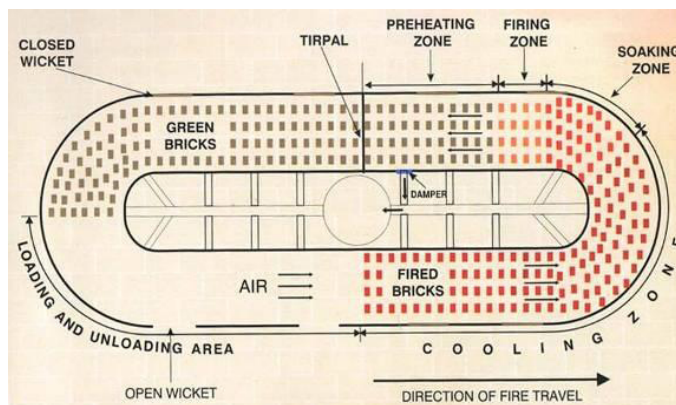 CLOSED
WICKET
TIRPAL
PREHEATING
ZONE
FIRING
ZONE
SOAKING
ZONE
GREEN
BRICKS
DAMPER
AIR
FIRED
BRICKS
LOADING AND UNLOADING AREA
COOLING ZONE
OPEN WICKET
DIRECTION OF FIRE TRAVEL